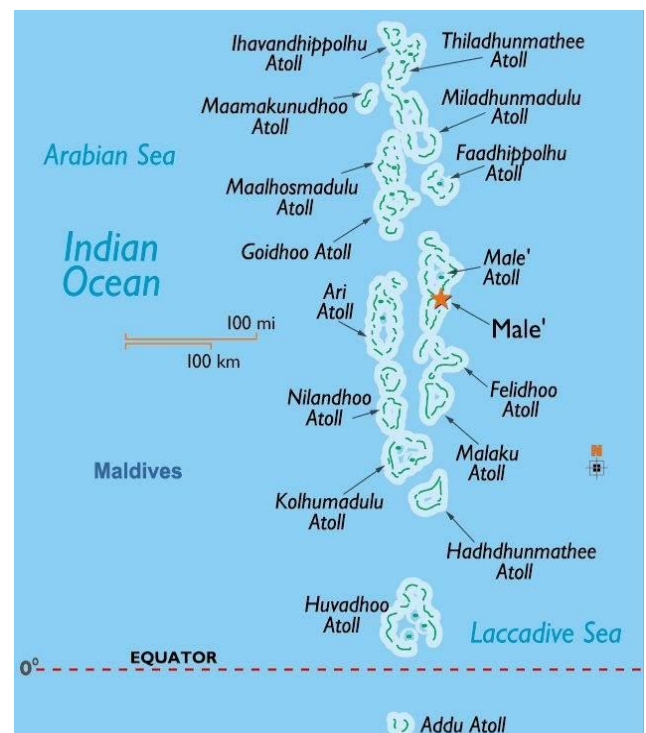 Ihavandhippolhu
Atoll
Thiladhunmathee
Atoll
Maamakunudhoo
Atoll
Miladhunmadulu
Atoll
Arabian Sea
Faadhippolhu
Atoll
Maalhosmadulu
Atoll
Goidhoo Atoll
Indian
Ocean
Male'
Atoll
Ari
Atoll
Male'
100 mi
100 km
Felidhoo
Atoll
Nilandhoo
Atoll
Malaku
Atoll
N
Maldives
Kolhumadulu
Atoll
Hadhdhunmathee
Atoll
Huvadhoo
Atoll
Laccadive Sea
EQUATOR
0°
Addu Atoll